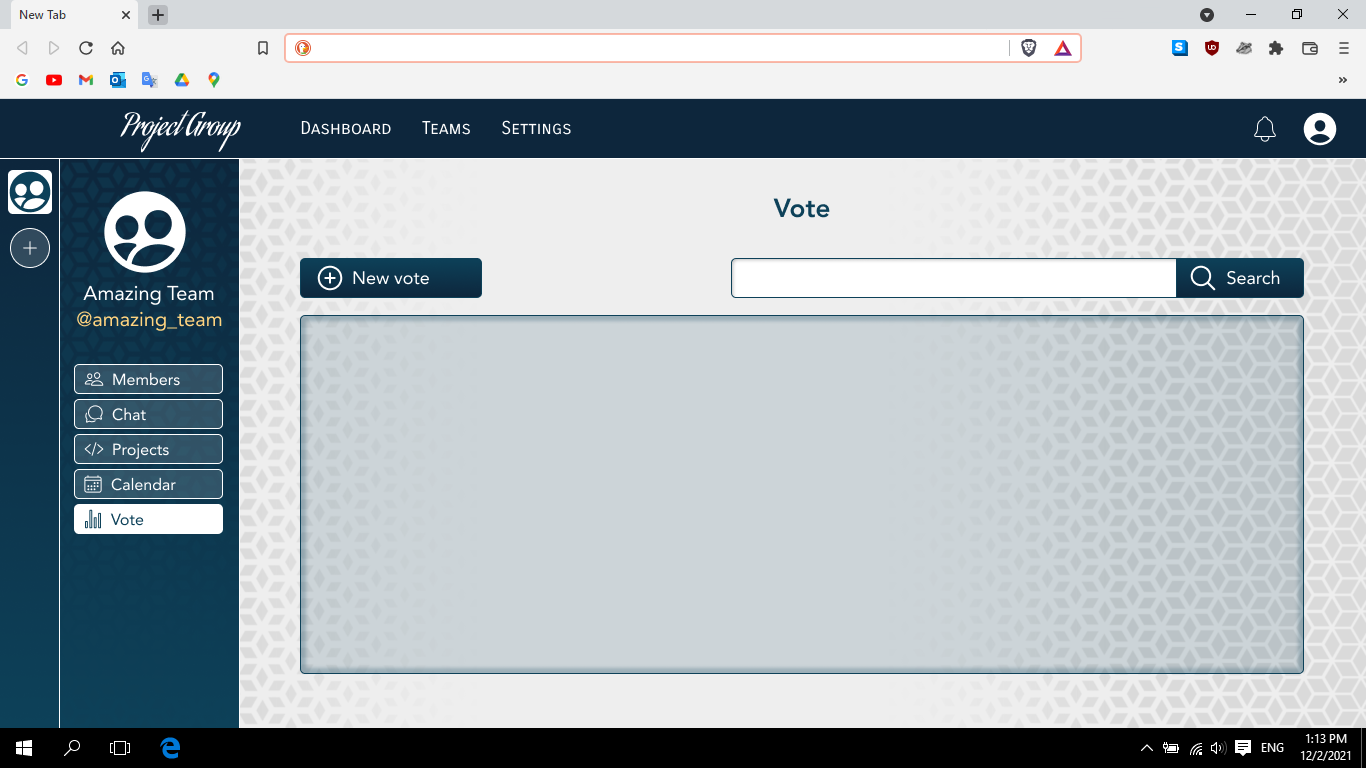 New Tab
Project Group
Dashboard Teams Settings
Vote
New vote
Search
Amazing Team
@amazing_team
Members
Chat
Projects
Calendar
Vote
ENG
1:13 PM
12/2/2021